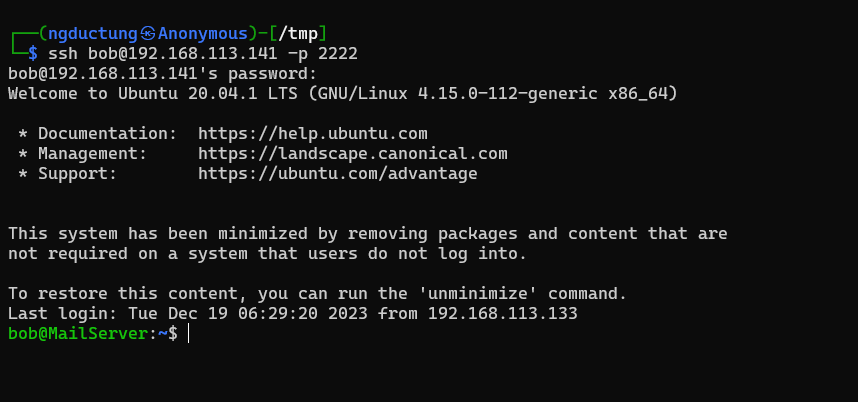 ┌──(ngductung㉿Anonymous)-[/tmp]
└─$ ssh bob@192.168.113.141 -p 2222
bob@192.168.113.141's password:
Welcome to Ubuntu 20.04.1 LTS (GNU/Linux 4.15.0-112-generic x86_64)
 * Documentation:  https://help.ubuntu.com
 * Management:     https://landscape.canonical.com
 * Support:        https://ubuntu.com/advantage
This system has been minimized by removing packages and content that are
not required on a system that users do not log into.
To restore this content, you can run the 'unminimize' command.
Last login: Tue Dec 19 06:29:20 2023 from 192.168.113.133
bob@MailServer:~$